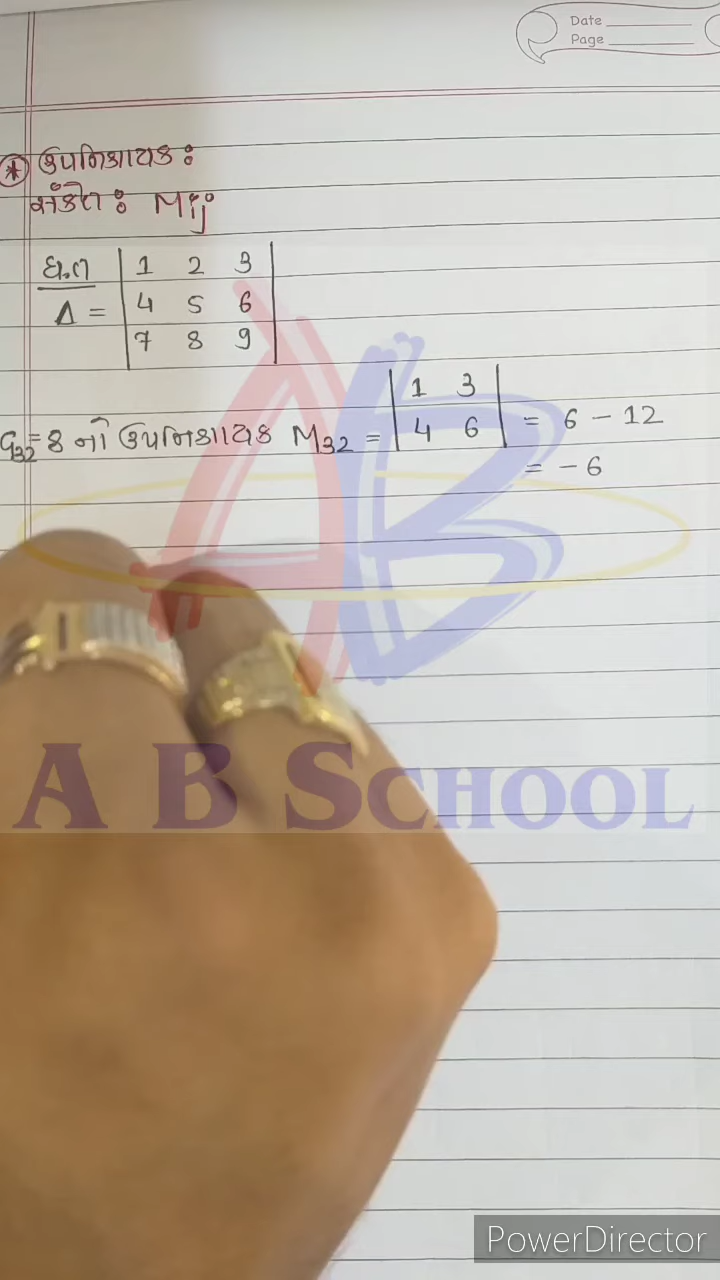 Date
Page
* ઉપનિશ્ચાયક :
સંકેત : Mij
ધા.ત
Δ = | 1 2 3 |
| 4 5 6 |
| 7 8 9 |
a32 = 8 નો ઉપનિશ્ચાયક M32 = | 1 3 |
| 4 6 | = 6 - 12
= - 6
AB
A B SCHOOL
PowerDirector